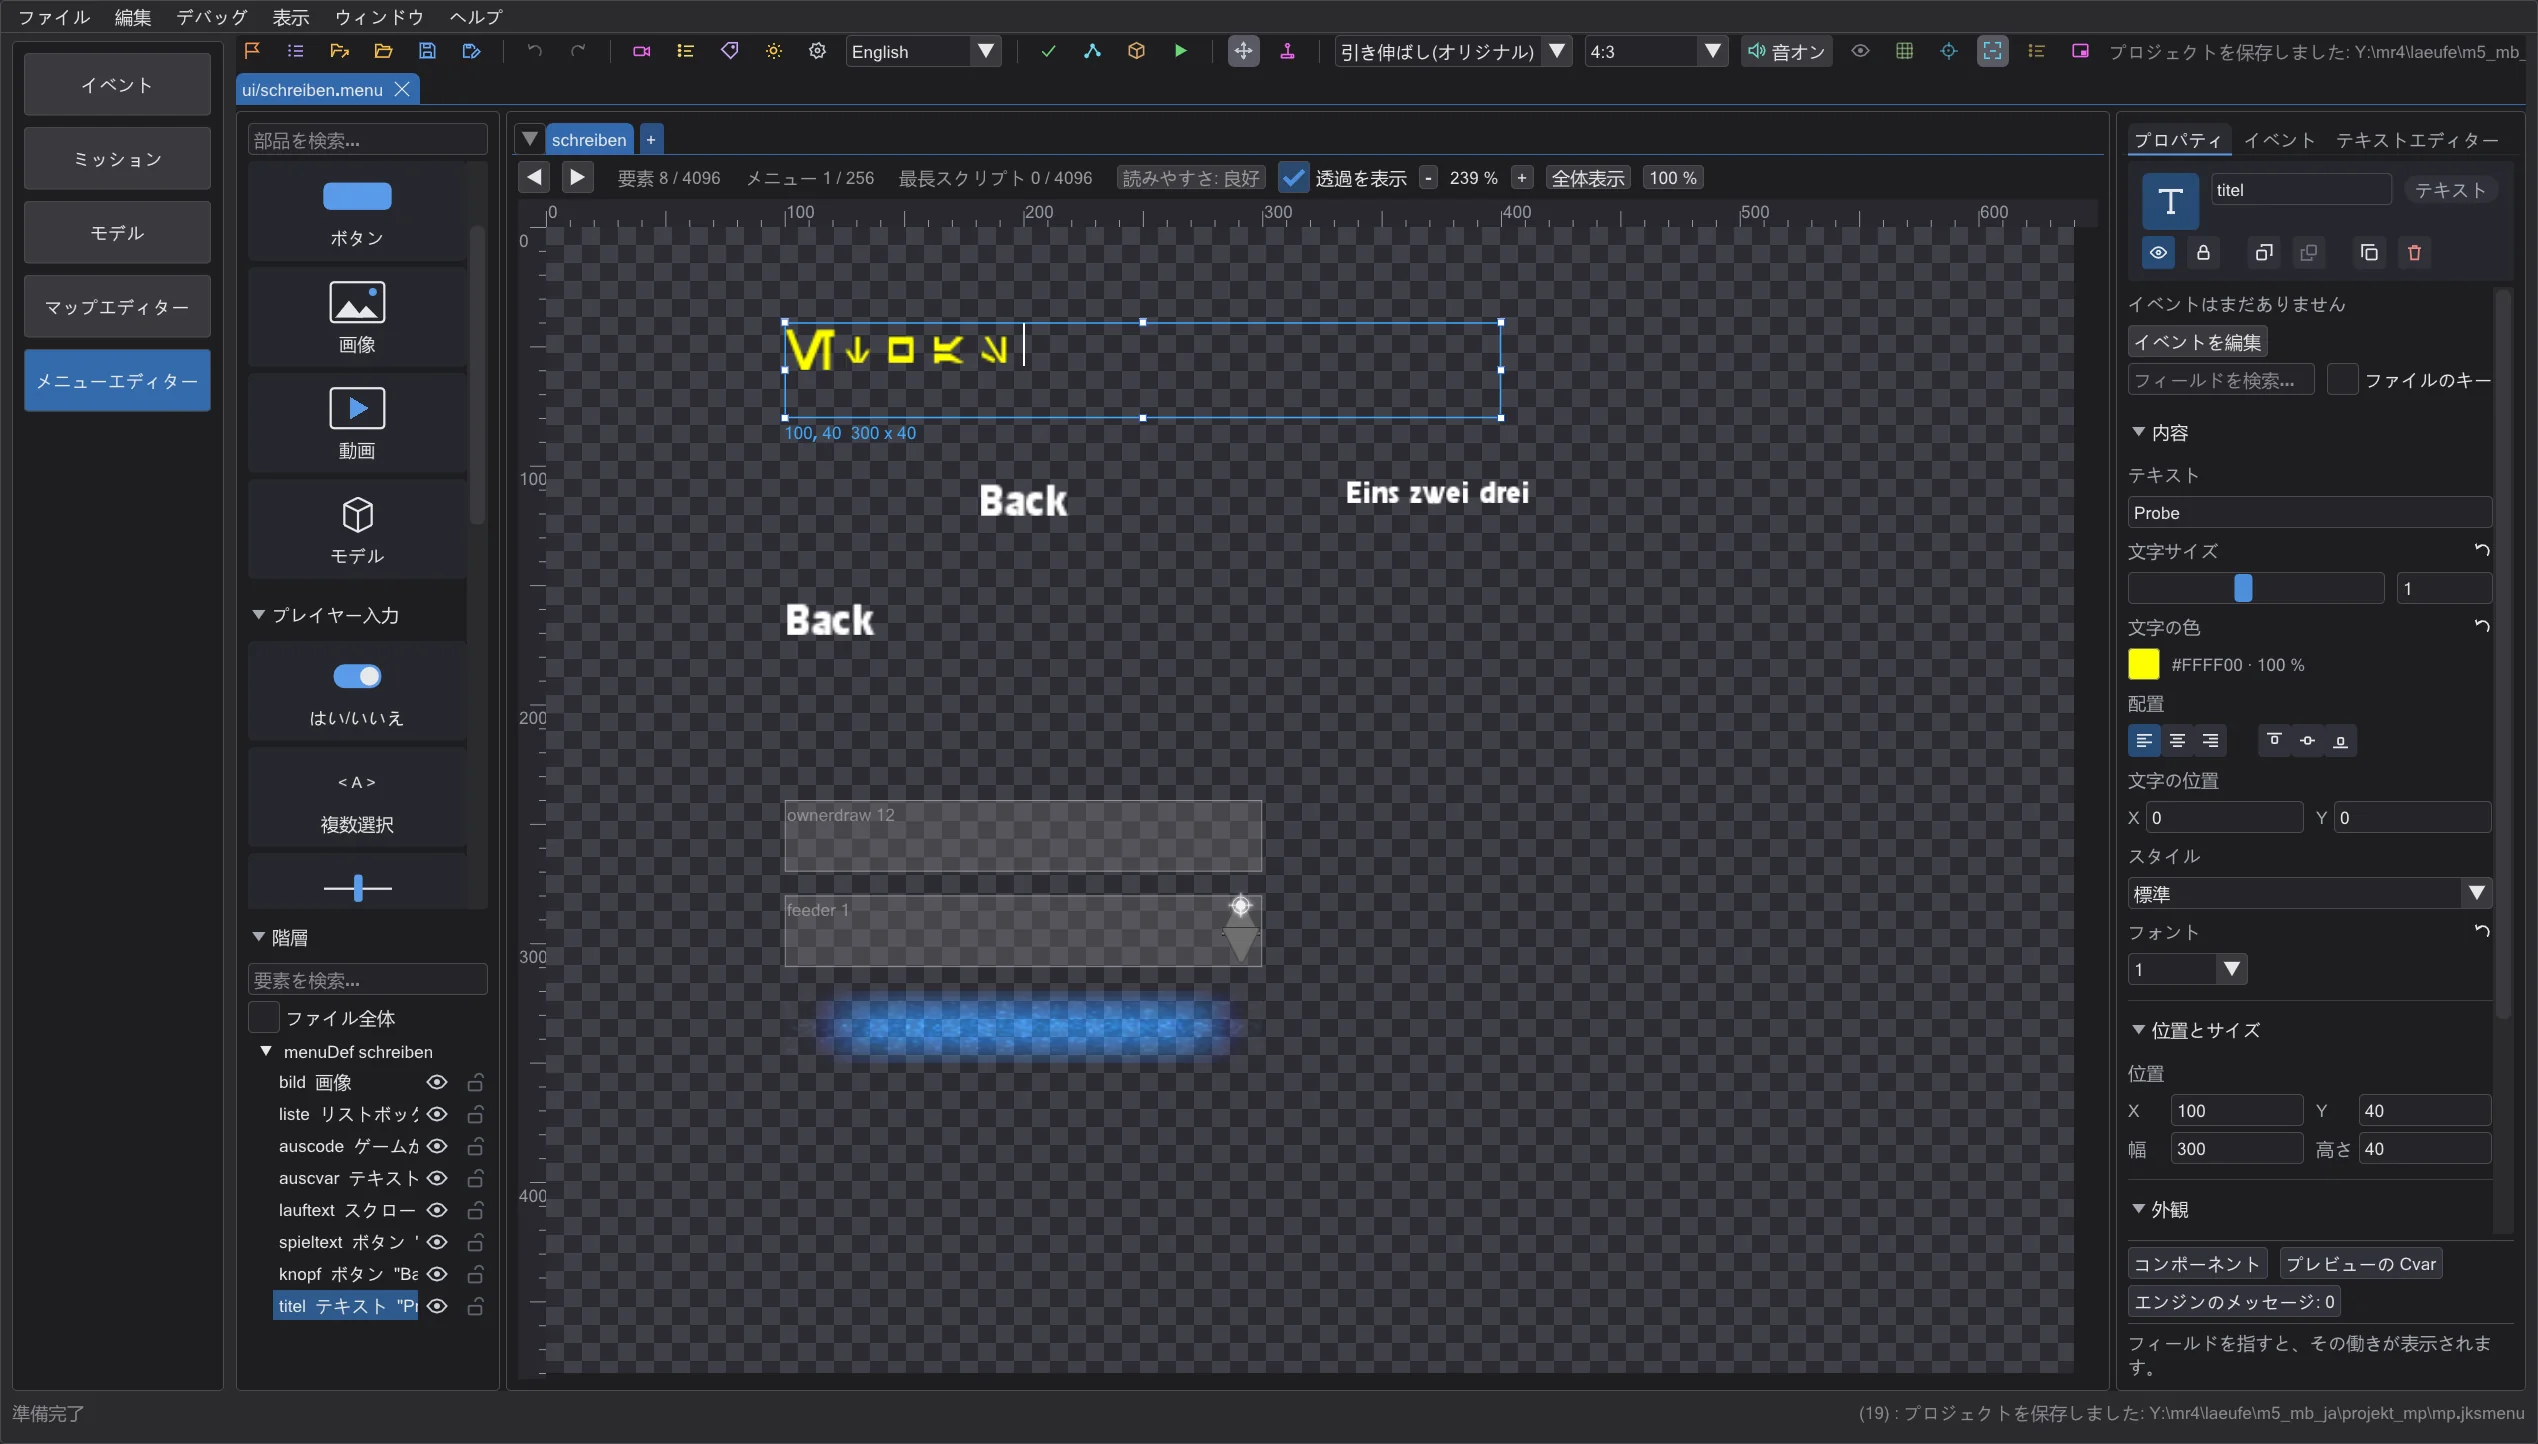 ファイル 編集 デバッグ 表示 ウィンドウ ヘルプ
English 引き伸ばし(オリジナル) 4:3 音オン プロジェクトを保存しました: Y:\mr4\laeufe\m5_mb_
ui/schreiben.menu
イベント
ミッション
モデル
マップエディター
メニューエディター
部品を検索...
ボタン
画像
動画
モデル
プレイヤー入力
はい/いいえ
< A >
複数選択
階層
要素を検索...
ファイル全体
menuDef schreiben
bild 画像
liste リストボック
auscode ゲームか
auscvar テキスト
lauftext スクロー
spieltext ボタン "
knopf ボタン "Ba
titel テキスト "Pr
schreiben +
要素 8 / 4096 メニュー 1 / 256 最長スクリプト 0 / 4096 読みやすさ: 良好 透過を表示 - 239 % + 全体表示 100 %
0 100 200 300 400 500 600
0
100
200
300
400
100, 40 300 x 40
Back
Eins zwei drei
Back
ownerdraw 12
feeder 1
プロパティ イベント テキストエディター
T titel テキスト
イベントはまだありません
イベントを編集
フィールドを検索... ファイルのキー
内容
テキスト
Probe
文字サイズ
1
文字の色
#FFFF00 · 100 %
配置
文字の位置
X 0 Y 0
スタイル
標準
フォント
1
位置とサイズ
位置
X 100 Y 40
幅 300 高さ 40
外観
コンポーネント プレビューの Cvar
エンジンのメッセージ: 0
フィールドを指すと、その働きが表示されま
す。
準備完了
(19) : プロジェクトを保存しました: Y:\mr4\laeufe\m5_mb_ja\projekt_mp\mp.jksmenu